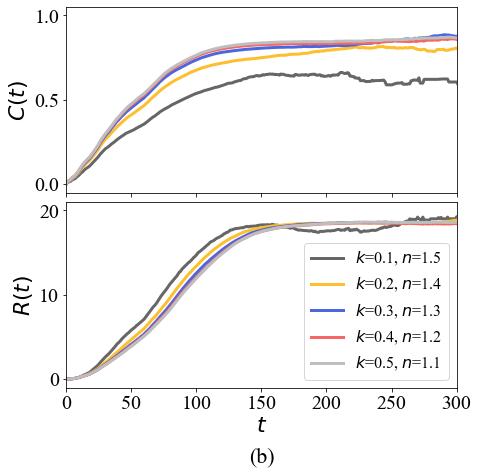 1.0
C(t)
0.5
0.0
20
R(t)
10
0
k=0.1, n=1.5
k=0.2, n=1.4
k=0.3, n=1.3
k=0.4, n=1.2
k=0.5, n=1.1
0 50 100 150 200 250 300
t
(b)